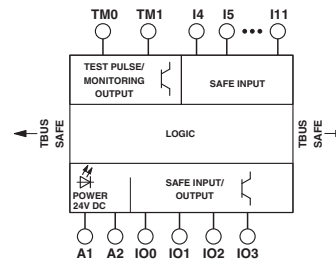 TM0 TM1 I4 I5 ••• I11
TEST PULSE/
MONITORING
OUTPUT
SAFE INPUT
TBUS
SAFE
LOGIC
TBUS
SAFE
POWER
24V DC
SAFE INPUT/
OUTPUT
A1 A2 IO0 IO1 IO2 IO3